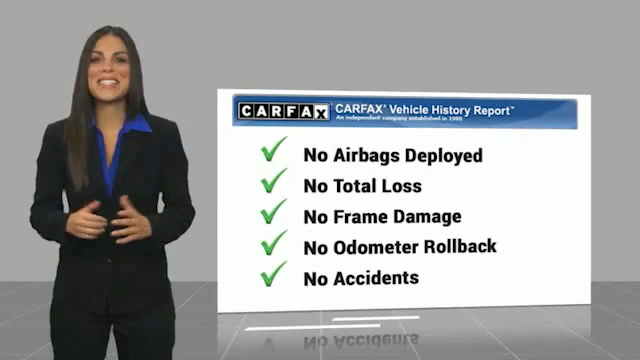 CARFAX CARFAX® Vehicle History Report™
An independent company established in 1986
No Airbags Deployed
No Total Loss
No Frame Damage
No Odometer Rollback
No Accidents